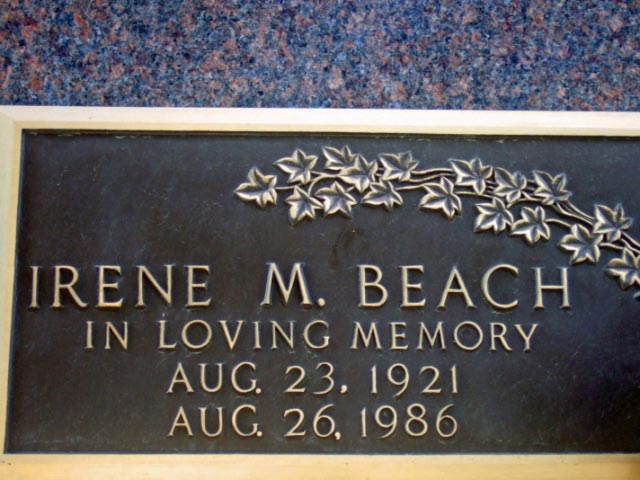 IRENE M. BEACH
IN LOVING MEMORY
AUG. 23, 1921
AUG. 26, 1986